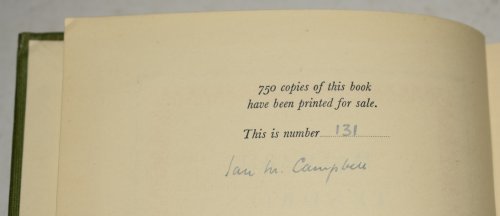 750 copies of this book
have been printed for sale.
This is number 131
Ian M. Campbell